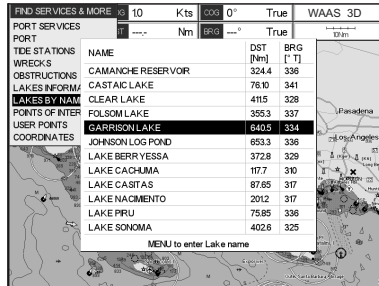 FIND SERVICES & MORE
10 Kts COG 0° True WAAS 3D
---.- Nm BRG ---° True 10Nm
PORT SERVICES
PORT
TIDE STATIONS
WRECKS
OBSTRUCTIONS
LAKES INFORMA
LAKES BY NAM
POINTS OF INTER
USER POINTS
COORDINATES
NAME DST [Nm] BRG [° T]
CAMANCHE RESERVOIR 324.4 336
CASTAIC LAKE 76.10 341
CLEAR LAKE 411.5 328
FOLSOM LAKE 355.3 337
GARRISON LAKE 640.5 334
JOHNSON LOG POND 653.3 336
LAKE BERRYESSA 372.8 329
LAKE CACHUMA 117.7 310
LAKE CASITAS 87.65 317
LAKE NACIMENTO 201.2 317
LAKE PIRU 75.85 336
LAKE SONOMA 402.6 325
MENU to enter Lake name
Pasadena
Los Angeles